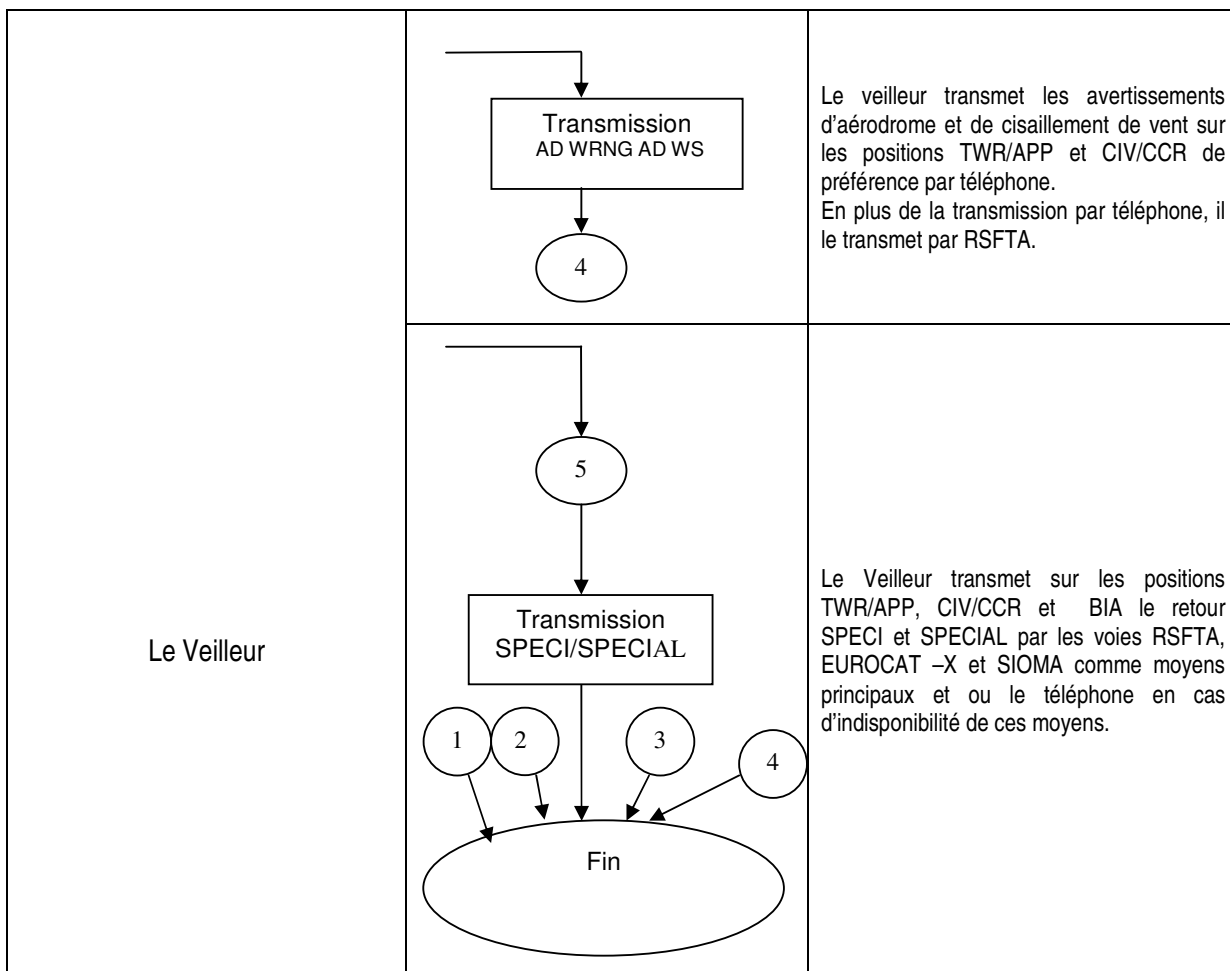 Transmission
AD WRNG AD WS
4
Le veilleur transmet les avertissements
d'aérodrome et de cisaillement de vent sur
les positions TWR/APP et CIV/CCR de
préférence par téléphone.
En plus de la transmission par téléphone, il
le transmet par RSFTA.
Le Veilleur
5
Transmission
SPECI/SPECIAL
1
2
3
4
Fin
Le Veilleur transmet sur les positions
TWR/APP, CIV/CCR et BIA le retour
SPECI et SPECIAL par les voies RSFTA,
EUROCAT –X et SIOMA comme moyens
principaux et ou le téléphone en cas
d'indisponibilité de ces moyens.